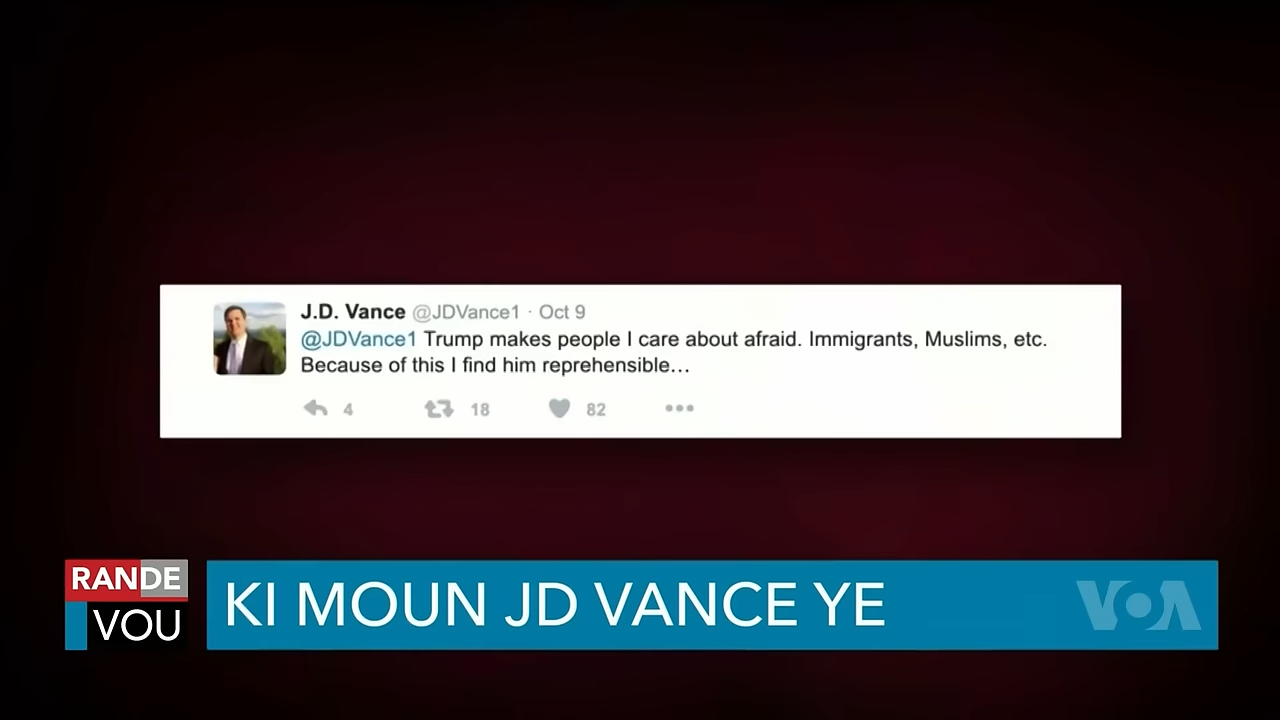 J.D. Vance @JDVance1 · Oct 9
@JDVance1 Trump makes people I care about afraid. Immigrants, Muslims, etc.
Because of this I find him reprehensible…
4 18 82
RANDE
VOU
KI MOUN JD VANCE YE
VOA